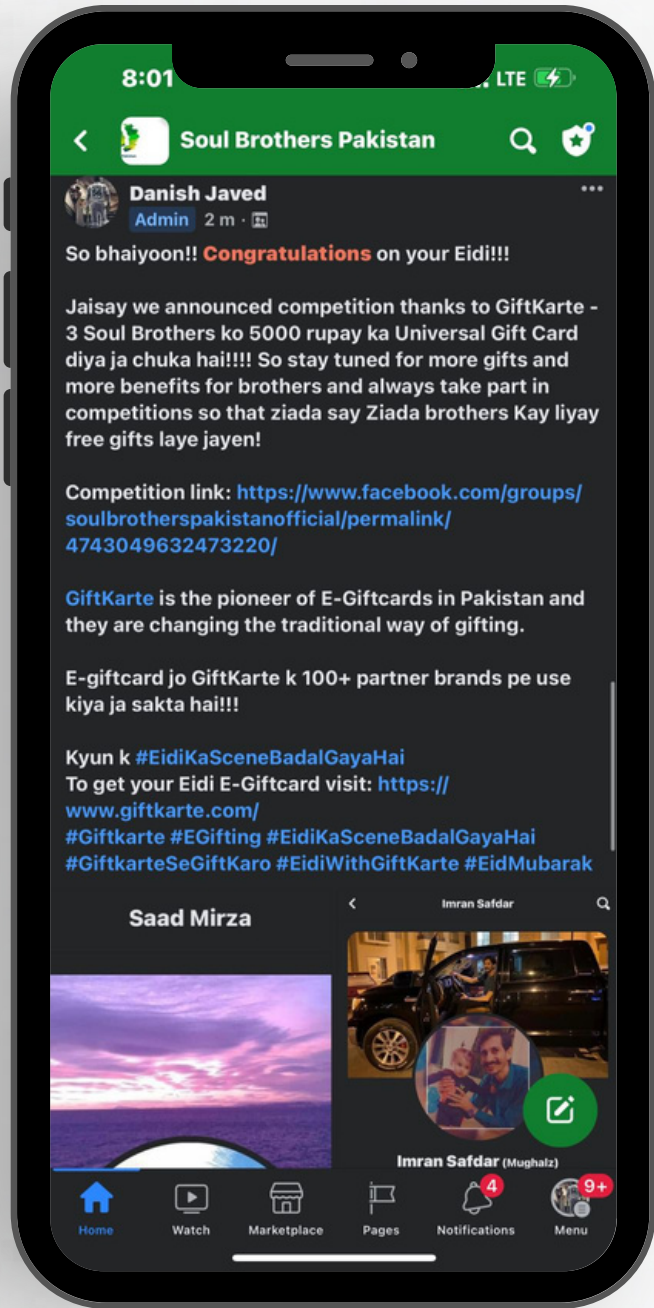 8:01
LTE
Soul Brothers Pakistan
Danish Javed
Admin 2 m ·
So bhaiyoon!! Congratulations on your Eidi!!!
Jaisay we announced competition thanks to GiftKarte -
3 Soul Brothers ko 5000 rupay ka Universal Gift Card
diya ja chuka hai!!!! So stay tuned for more gifts and
more benefits for brothers and always take part in
competitions so that ziada say Ziada brothers Kay liyay
free gifts laye jayen!
Competition link: https://www.facebook.com/groups/
soulbrotherspakistanofficial/permalink/
4743049632473220/
GiftKarte is the pioneer of E-Giftcards in Pakistan and
they are changing the traditional way of gifting.
E-giftcard jo GiftKarte k 100+ partner brands pe use
kiya ja sakta hai!!!
Kyun k #EidiKaSceneBadalGayaHai
To get your Eidi E-Giftcard visit: https://
www.giftkarte.com/
#Giftkarte #EGifting #EidiKaSceneBadalGayaHai
#GiftkarteSeGiftKaro #EidiWithGiftKarte #EidMubarak
Saad Mirza
Imran Safdar
Imran Safdar (Mughalz)
4
9+
Home
Watch
Marketplace
Pages
Notifications
Menu